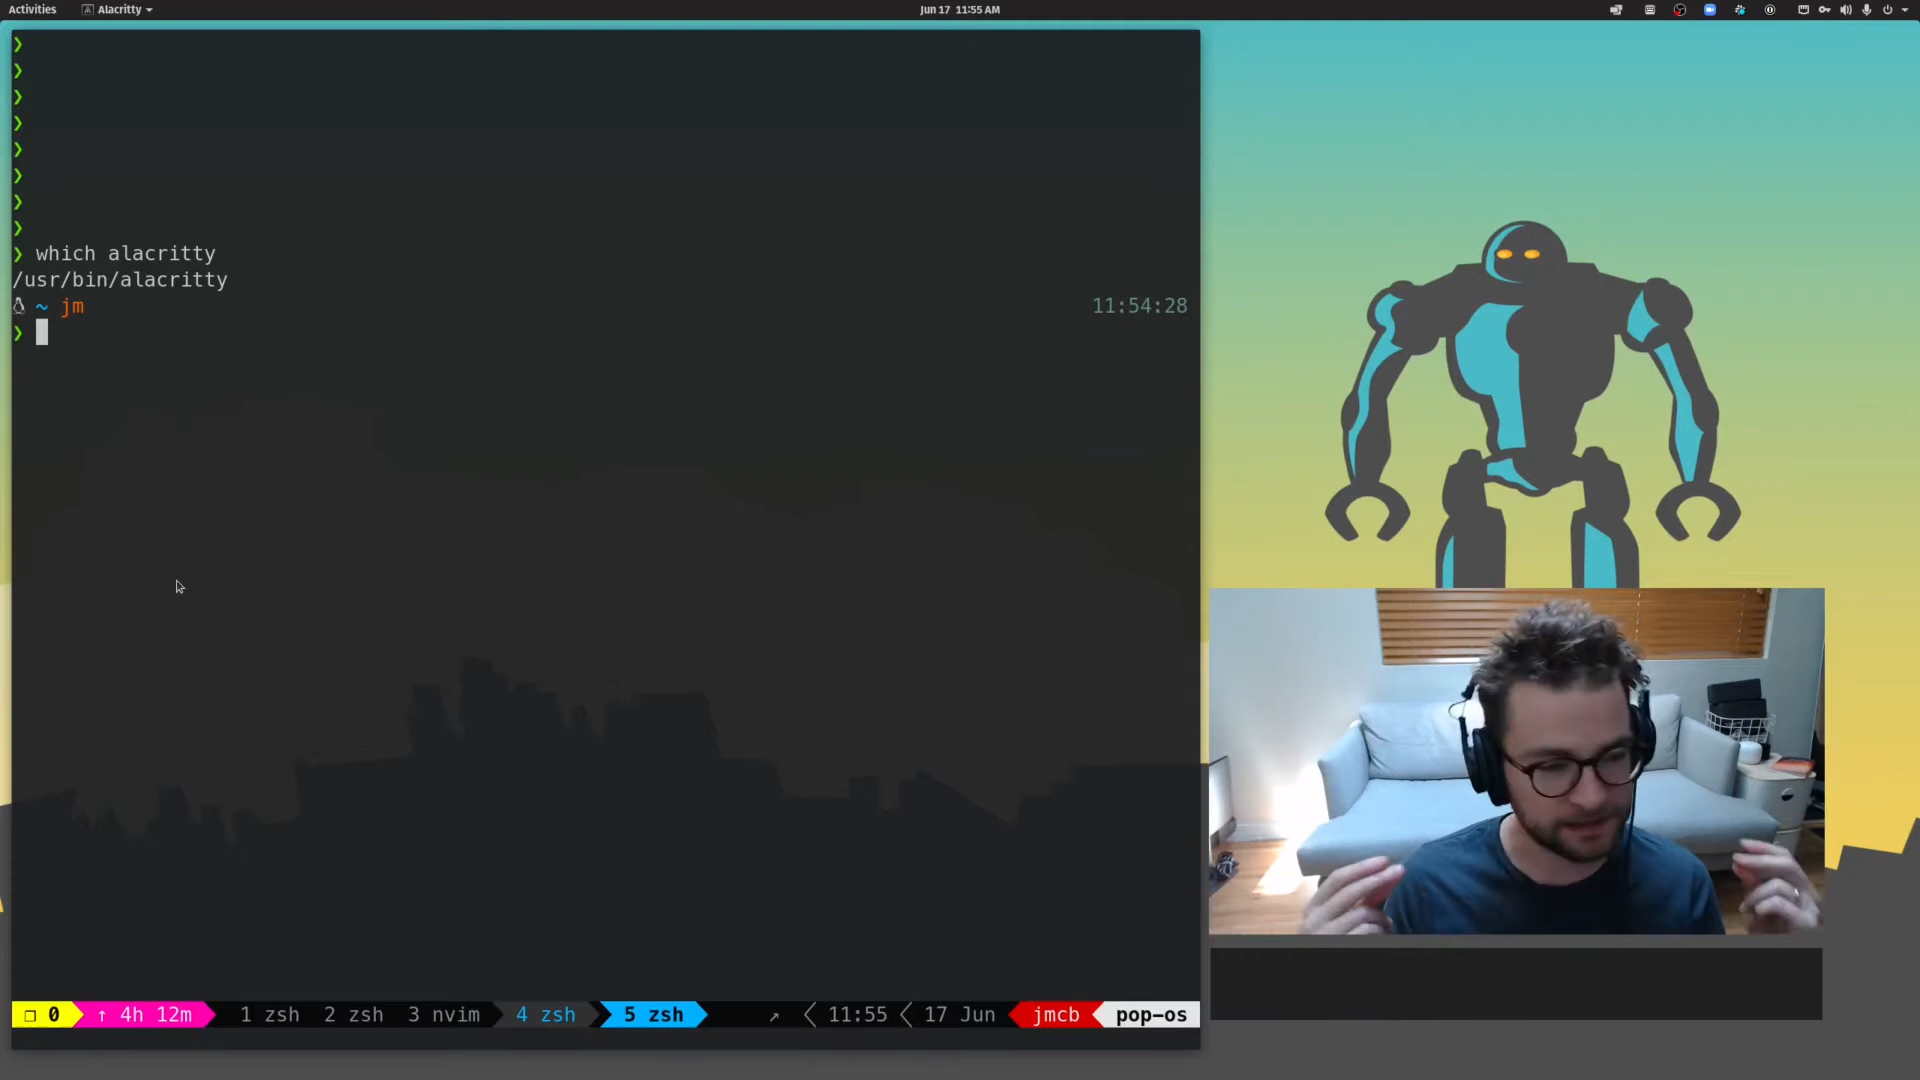 Activities
Alacritty
Jun 17 11:55 AM
❯
❯
❯
❯
❯
❯
❯
❯
❯ which alacritty
/usr/bin/alacritty
~ jm 11:54:28
❯
❐ 0 ↑ 4h 12m 1 zsh 2 zsh 3 nvim 4 zsh 5 zsh ↗ 11:55 17 Jun jmcb pop-os